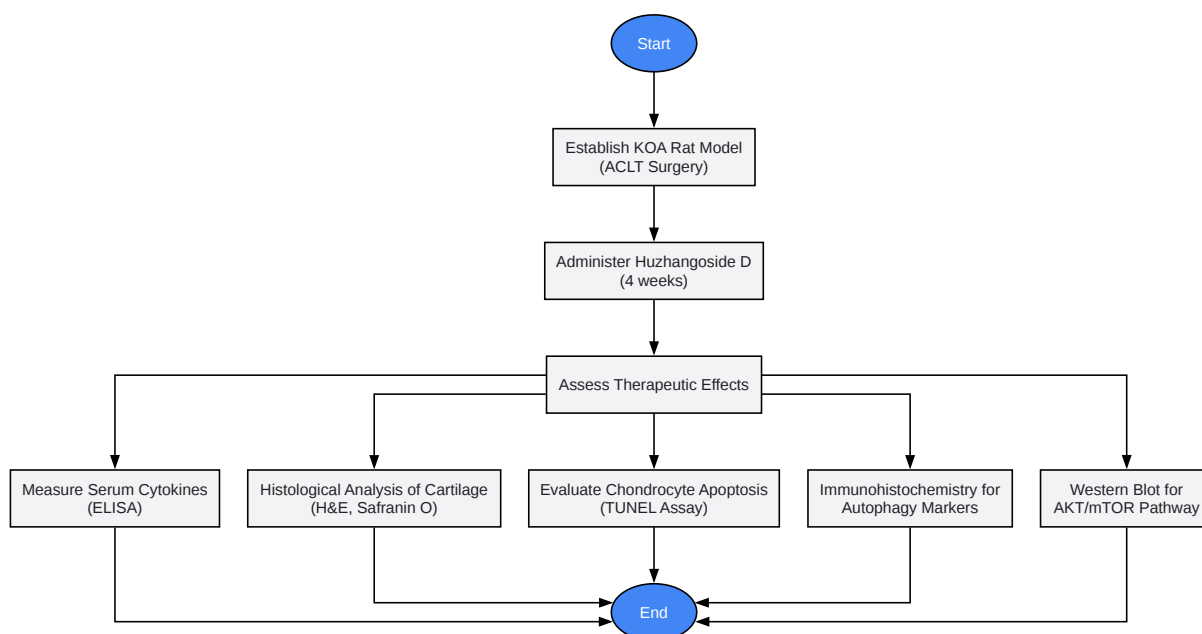 Start
Establish KOA Rat Model
(ACLT Surgery)
Administer Huzhangoside D
(4 weeks)
Assess Therapeutic Effects
Measure Serum Cytokines
(ELISA)
Histological Analysis of Cartilage
(H&E, Safranin O)
Evaluate Chondrocyte Apoptosis
(TUNEL Assay)
Immunohistochemistry for
Autophagy Markers
Western Blot for
AKT/mTOR Pathway
End